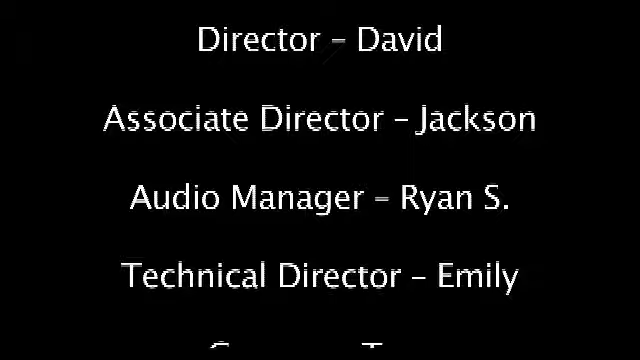 Director – David
Associate Director – Jackson
Audio Manager – Ryan S.
Technical Director – Emily